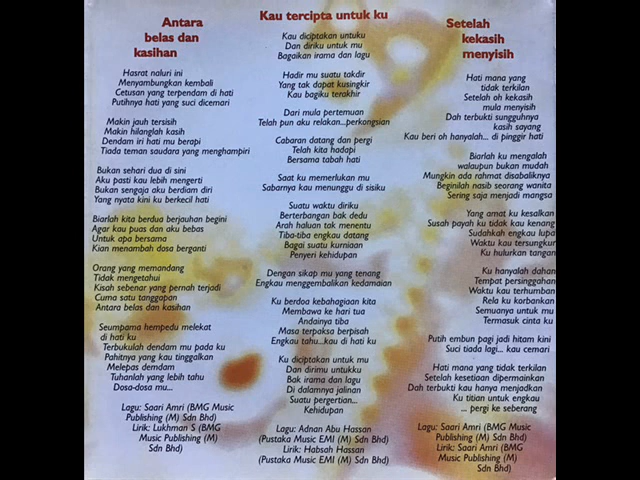 Antara
belas dan
kasihan
Hasrat naluri ini
Menyambungkan kembali
Cetusan yang terpendam di hati
Putihnya hati yang suci dicemari
Makin jauh tersisih
Makin hilanglah kasih
Dendam iri hati mu berapi
Tiada teman saudara yang menghampiri
Bukan sehari dua di sini
Aku pasti kau lebih mengerti
Bukan sengaja aku berdiam diri
Yang nyata kini ku berkecil hati
Biarlah kita berdua berjauhan begini
Agar kau puas dan aku bebas
Untuk apa bersama
Kian menambah dosa berganti
Orang yang memandang
Tidak mengetahui
Kisah sebenar yang pernah terjadi
Cuma satu tanggapan
Antara belas dan kasihan
Seumpama hempedu melekat
di hati ku
Terbukulah dendam mu pada ku
Pahitnya yang kau tinggalkan
Melepas demdam
Tuhanlah yang lebih tahu
Dosa-dosa mu...
Lagu: Saari Amri (BMG Music
Publishing (M) Sdn Bhd)
Lirik: Lukhman S (BMG
Music Publishing (M)
Sdn Bhd)
Kau tercipta untuk ku
Kau diciptakan untuku
Dan diriku untuk mu
Bagaikan irama dan lagu
Hadir mu suatu takdir
Yang tak dapat kusingkir
Kau bagiku terakhir
Dari mula pertemuan
Telah pun aku relakan...perkongsian
Cabaran datang dan pergi
Telah kita hadapi
Bersama tabah hati
Saat ku memerlukan mu
Sabarnya kau menunggu di sisiku
Suatu waktu diriku
Berterbangan bak dedu
Arah haluan tak menentu
Tiba-tiba engkau datang
Bagai suatu kurniaan
Penyeri kehidupan
Dengan sikap mu yang tenang
Engkau menggembalikan kedamaian
Ku berdoa kebahagiaan kita
Membawa ke hari tua
Andainya tiba
Masa terpaksa berpisah
Engkau tahu...kau di hati ku
Ku diciptakan untuk mu
Dan dirimu untukku
Bak irama dan lagu
Di dalamnya jalinan
Suatu pergertian...
Kehidupan
Lagu: Adnan Abu Hassan
(Pustaka Music EMI (M) Sdn Bhd)
Lirik: Habsah Hassan
(Pustaka Music EMI (M) Sdn Bhd)
Setelah
kekasih
menyisih
Hati mana yang
tidak terkilan
Setelah oh kekasih
mula menyisih
Dah terbukti sungguhnya
kasih sayang
Kau beri oh hanyalah... di pinggir hati
Biarlah ku mengalah
walaupun bukan mudah
Mungkin ada rahmat disabaliknya
Beginilah nasib seorang wanita
Sering saja menjadi mangsa
Yang amat ku kesalkan
Susah payah ku tidak kau kenang
Sudahkah engkau lupa
Waktu kau tersungkur
Ku hulurkan tangan
Ku hanyalah dahan
Tempat persinggahan
Waktu kau terhumban
Rela ku korbankan
Semuanya untuk mu
Termasuk cinta ku
Putih embun pagi jadi hitam kini
Suci tiada lagi... kau cemari
Hati mana yang tidak terkilan
Setelah kesetiaan dipermainkan
Dah terbukti kau hanya menjadkan
Ku titian untuk engkau
... pergi ke seberang
Lagu: Saari Amri (BMG Music
Publishing (M) Sdn Bhd)
Lirik: Saari Amri (BMG
Music Publishing (M)
Sdn Bhd)